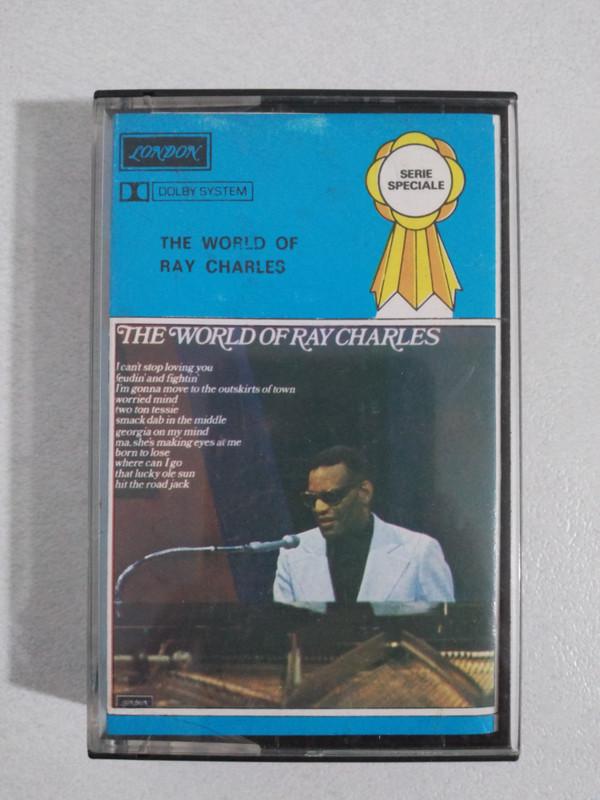 LONDON
DOLBY SYSTEM
SERIE
SPECIALE
THE WORLD OF
RAY CHARLES
THE WORLD OF RAY CHARLES
I can't stop loving you
feudin' and fightin'
I'm gonna move to the outskirts of town
worried mind
two ton tessie
smack dab in the middle
georgia on my mind
ma, she's making eyes at me
born to lose
where can I go
that lucky ole sun
hit the road jack
LONDON